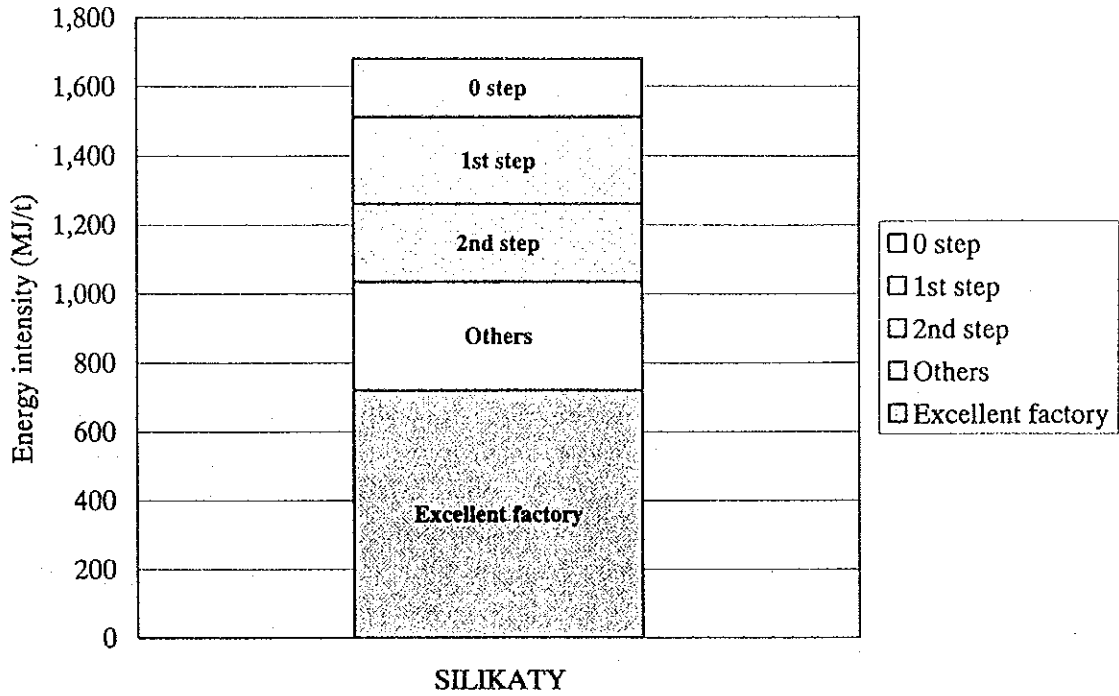 1,800
1,600
1,400
1,200
1,000
800
600
400
200
0
Energy intensity (MJ/t)
0 step
1st step
2nd step
Others
Excellent factory
SILIKATY
0 step
1st step
2nd step
Others
Excellent factory